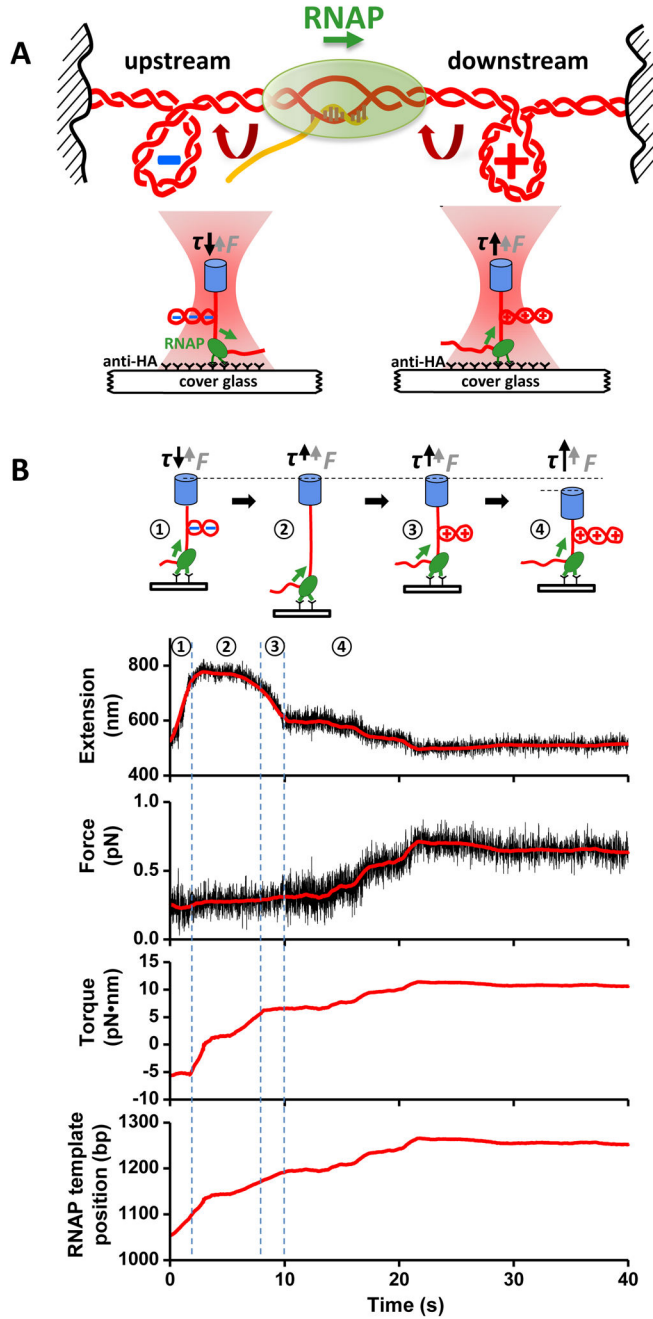 A
RNAP
upstream
downstream
−
+
τ F
τ F
RNAP
anti-HA
cover glass
anti-HA
cover glass
B
τ F
τ F
τ F
τ F
① ② ③ ④
① ② ③ ④
Extension
(nm)
800
600
400
Force
(pN)
1.0
0.5
0.0
Torque
(pN•nm)
15
10
5
0
-5
-10
RNAP template
position (bp)
1300
1200
1100
1000
0 10 20 30 40
Time (s)